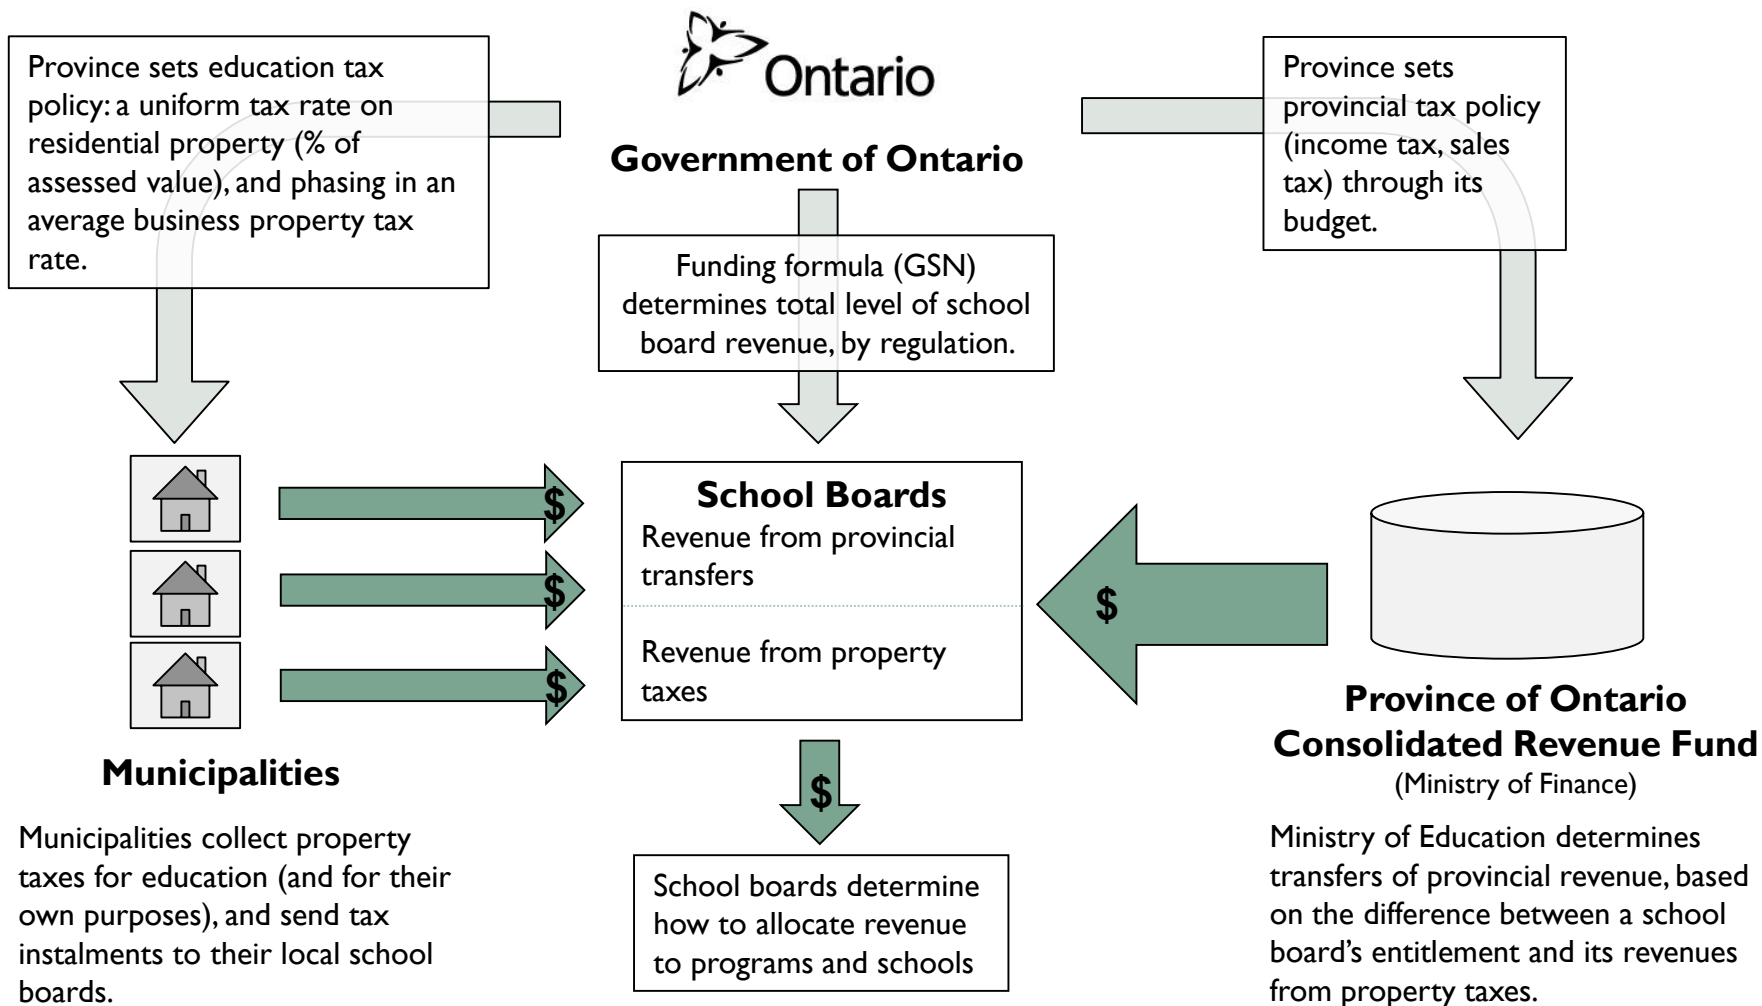 Ontario
Government of Ontario
Province sets education tax
policy: a uniform tax rate on
residential property (% of
assessed value), and phasing in an
average business property tax
rate.
Funding formula (GSN)
determines total level of school
board revenue, by regulation.
Province sets
provincial tax policy
(income tax, sales
tax) through its
budget.
$
$
$
School Boards
Revenue from provincial
transfers
Revenue from property
taxes
$
Municipalities
Municipalities collect property
taxes for education (and for their
own purposes), and send tax
instalments to their local school
boards.
$
School boards determine
how to allocate revenue
to programs and schools
Province of Ontario
Consolidated Revenue Fund
(Ministry of Finance)
Ministry of Education determines
transfers of provincial revenue, based
on the difference between a school
board's entitlement and its revenues
from property taxes.